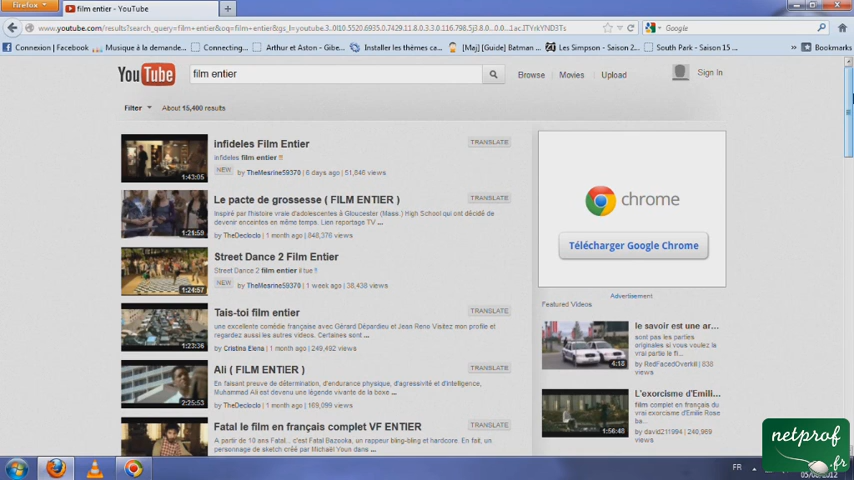 Firefox
film entier - YouTube
www.youtube.com/results?search_query=film+entier&oq=film+entier&gs_l=youtube.3..0l10.5520.6935.0.7429.11.8.0.3.3.0.116.798.5j3.8.0...0.0...1ac.JTYrkYND3Ts
Google
Connexion | Facebook
Musique à la demande...
Connecting...
Arthur et Aston - Gibe...
Installer les thèmes ca...
[Maj] [Guide] Batman ...
Les Simpson - Saison 2...
South Park - Saison 15 ...
Bookmarks
YouTube
film entier
Browse
Movies
Upload
Sign In
Filter
About 15,400 results
infideles Film Entier
TRANSLATE
infideles film entier !!
NEW by TheMesrine59370 | 6 days ago | 51,846 views
1:43:05
Le pacte de grossesse ( FILM ENTIER )
TRANSLATE
Inspiré par l'histoire vraie d'adolescentes à Gloucester (Mass.) High School qui ont décidé de
devenir enceintes en même temps. Lien reportage TV ...
by TheDecloclo | 1 month ago | 848,376 views
1:21:59
Street Dance 2 Film Entier
TRANSLATE
Street Dance 2 film entier il tue !!
NEW by TheMesrine59370 | 1 week ago | 38,438 views
1:24:57
Tais-toi film entier
TRANSLATE
une excellente comédie française avec Gérard Dépardieu et Jean Reno Visitez mon profile et
regardez aussi les autres videos. Certaines sont ...
by Cristina Elena | 1 month ago | 249,492 views
1:23:36
Ali ( FILM ENTIER )
TRANSLATE
En faisant preuve de détermination, d'endurance physique, d'agressivité et d'intelligence,
Muhammad Ali est devenu une légende vivante de la boxe ...
by TheDecloclo | 1 month ago | 169,099 views
2:25:53
Fatal le film en français complet VF ENTIER
TRANSLATE
A partir de 10 ans Fatal... c'est Fatal Bazooka, un rappeur bling-bling et hardcore. En fait, un
personnage de sketch créé par Michaël Youn dans ...
chrome
Télécharger Google Chrome
Advertisement
Featured Videos
le savoir est une ar...
sont pas les parties
originales si vous voulez la
vrai partie le fi...
by RedFacedOverkill | 838
views
4:18
L'exorcisme d'Emili...
fillm complet en français du
vrai exorcisme d'Emilie Rose
ba...
by david211994 | 240,969
views
1:56:48
FR
2012
netprof
.fr